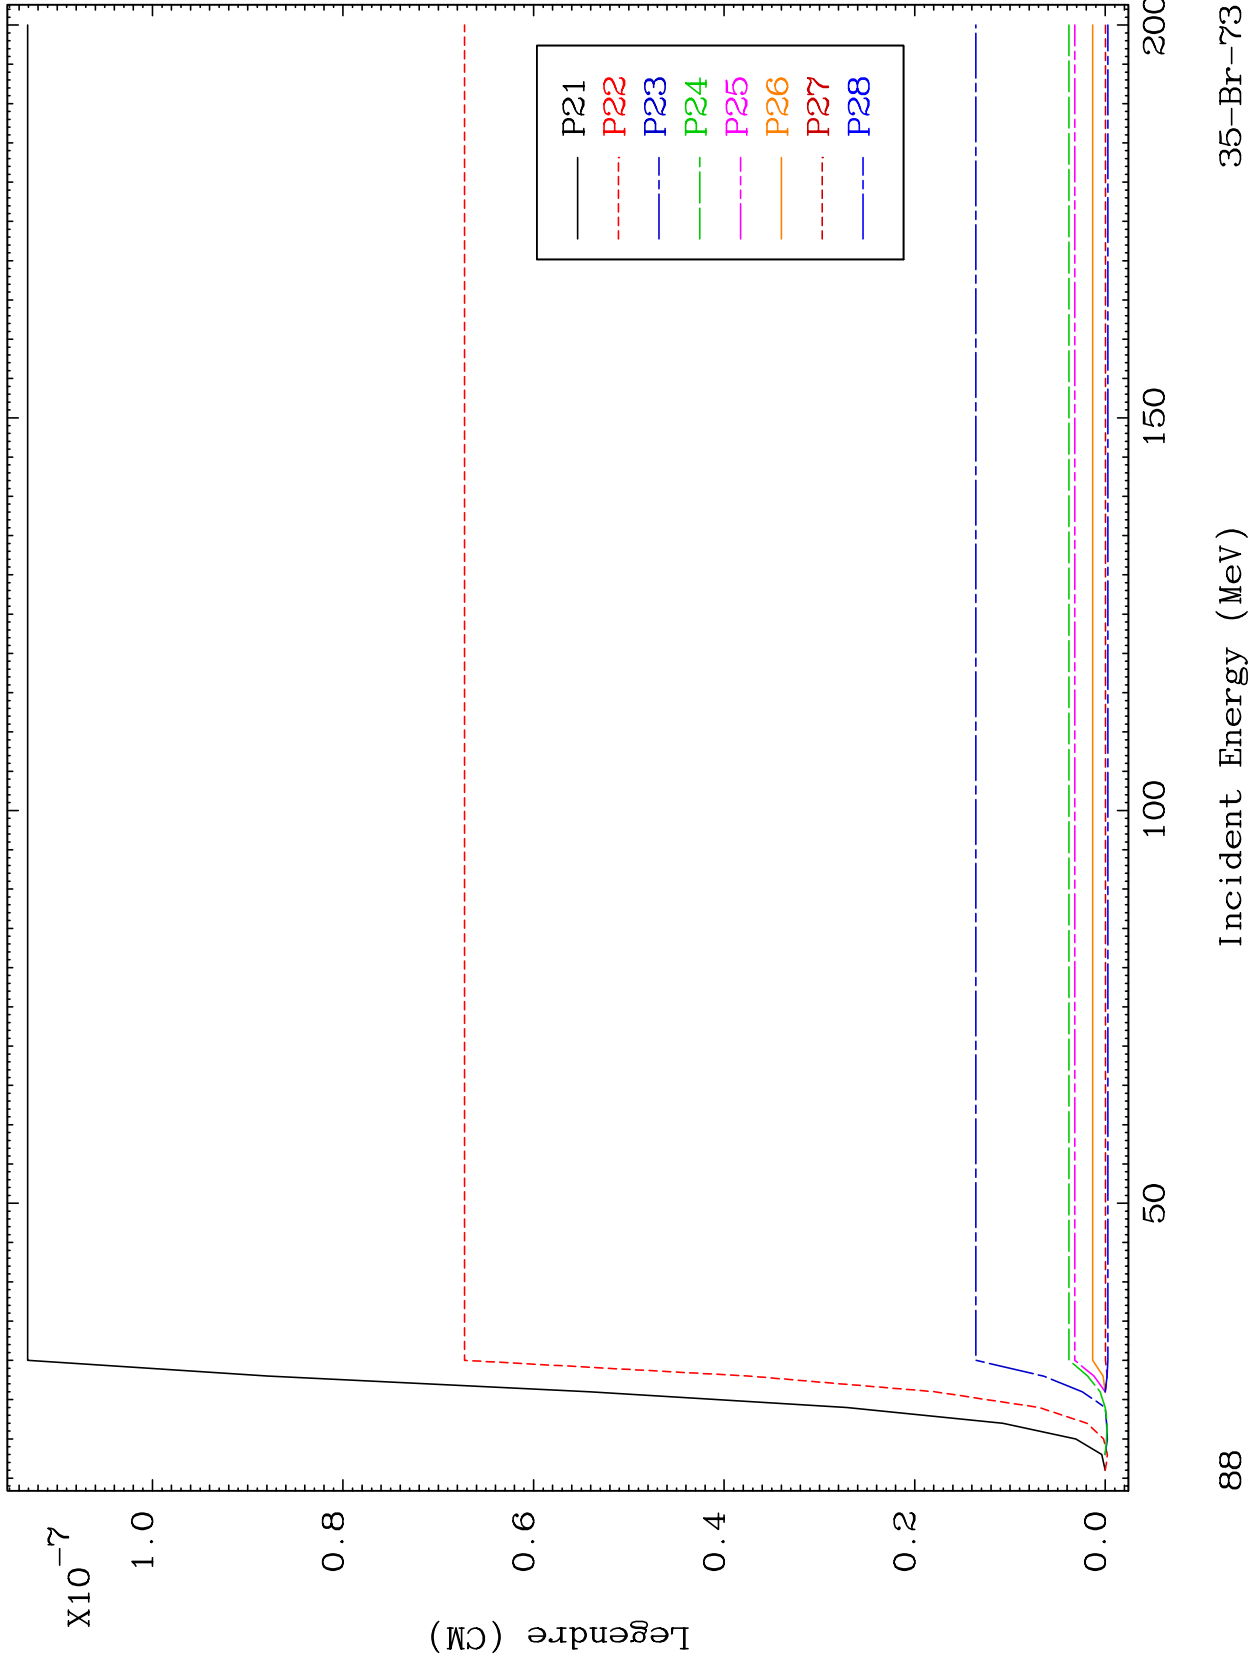 X10-7
1.0
0.8
0.6
0.4
0.2
0.0
Legendre (CM)
P21
P22
P23
P24
P25
P26
P27
P28
50
100
150
200
Incident Energy (MeV)
88
35-Br-73